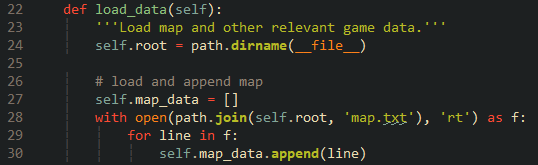 22 def load_data(self):
23 '''Load map and other relevant game data.'''
24 self.root = path.dirname(__file__)
25
26 # load and append map
27 self.map_data = []
28 with open(path.join(self.root, 'map.txt'), 'rt') as f:
29 for line in f:
30 self.map_data.append(line)